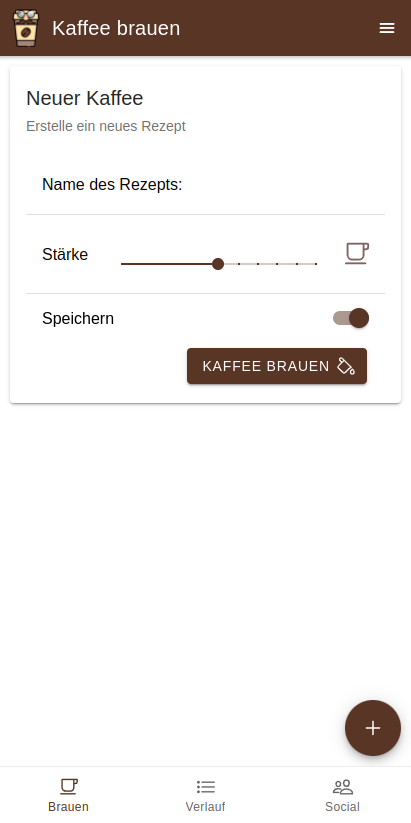 Kaffee brauen
Neuer Kaffee
Erstelle ein neues Rezept
Name des Rezepts:
Stärke
Speichern
KAFFEE BRAUEN
Brauen
Verlauf
Social